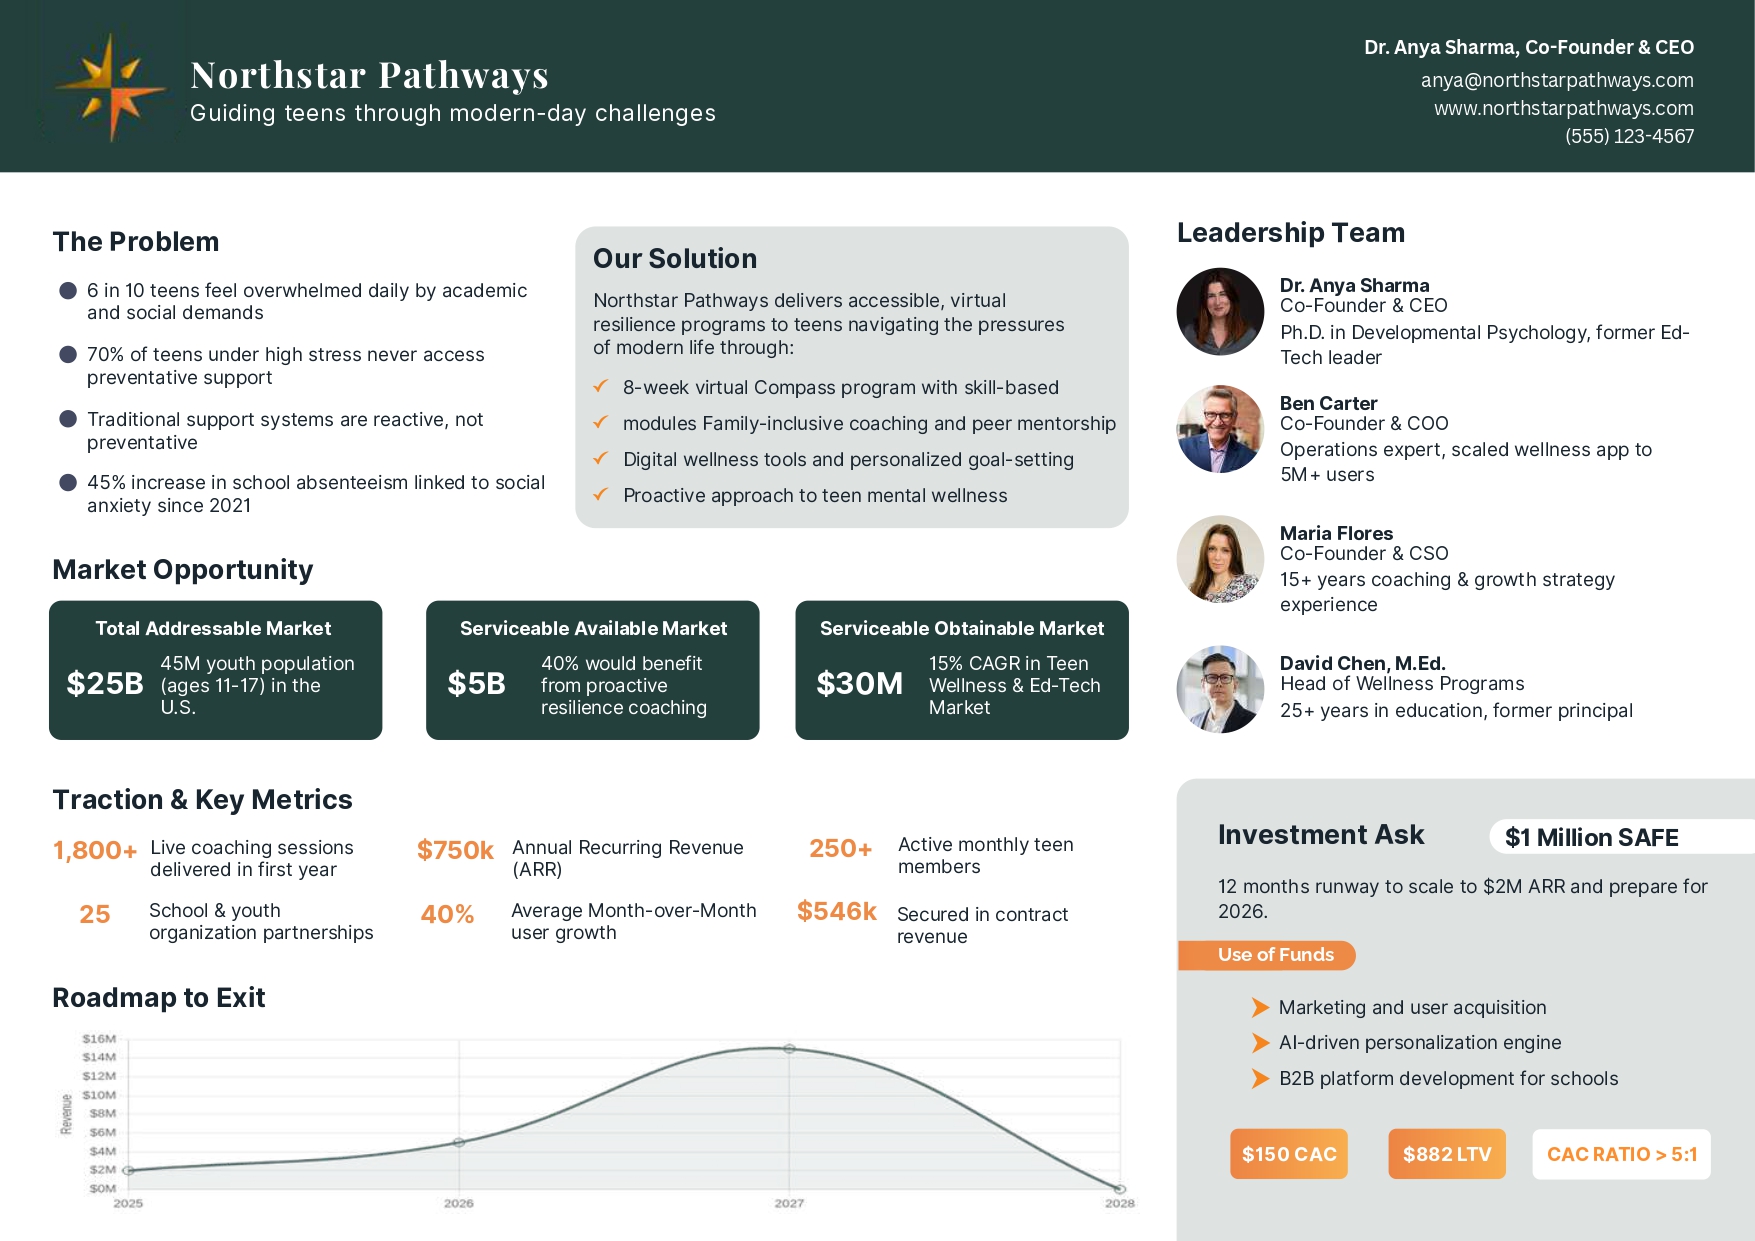 Northstar Pathways
Guiding teens through modern-day challenges
Dr. Anya Sharma, Co-Founder & CEO
anya@northstarpathways.com
www.northstarpathways.com
(555) 123-4567
The Problem
6 in 10 teens feel overwhelmed daily by academic
and social demands
70% of teens under high stress never access
preventative support
Traditional support systems are reactive, not
preventative
45% increase in school absenteeism linked to social
anxiety since 2021
Our Solution
Northstar Pathways delivers accessible, virtual
resilience programs to teens navigating the pressures
of modern life through:
8-week virtual Compass program with skill-based
modules Family-inclusive coaching and peer mentorship
Digital wellness tools and personalized goal-setting
Proactive approach to teen mental wellness
Market Opportunity
Total Addressable Market
$25B
45M youth population
(ages 11-17) in the
U.S.
Serviceable Available Market
$5B
40% would benefit
from proactive
resilience coaching
Serviceable Obtainable Market
$30M
15% CAGR in Teen
Wellness & Ed-Tech
Market
Traction & Key Metrics
1,800+
Live coaching sessions
delivered in first year
$750k
Annual Recurring Revenue
(ARR)
250+
Active monthly teen
members
25
School & youth
organization partnerships
40%
Average Month-over-Month
user growth
$546k
Secured in contract
revenue
Roadmap to Exit
Revenue
$16M
$14M
$12M
$10M
$8M
$6M
$4M
$2M
$0M
2025
2026
2027
2028
Leadership Team
Dr. Anya Sharma
Co-Founder & CEO
Ph.D. in Developmental Psychology, former Ed-
Tech leader
Ben Carter
Co-Founder & COO
Operations expert, scaled wellness app to
5M+ users
Maria Flores
Co-Founder & CSO
15+ years coaching & growth strategy
experience
David Chen, M.Ed.
Head of Wellness Programs
25+ years in education, former principal
Investment Ask
$1 Million SAFE
12 months runway to scale to $2M ARR and prepare for
2026.
Use of Funds
Marketing and user acquisition
AI-driven personalization engine
B2B platform development for schools
$150 CAC
$882 LTV
CAC RATIO > 5:1